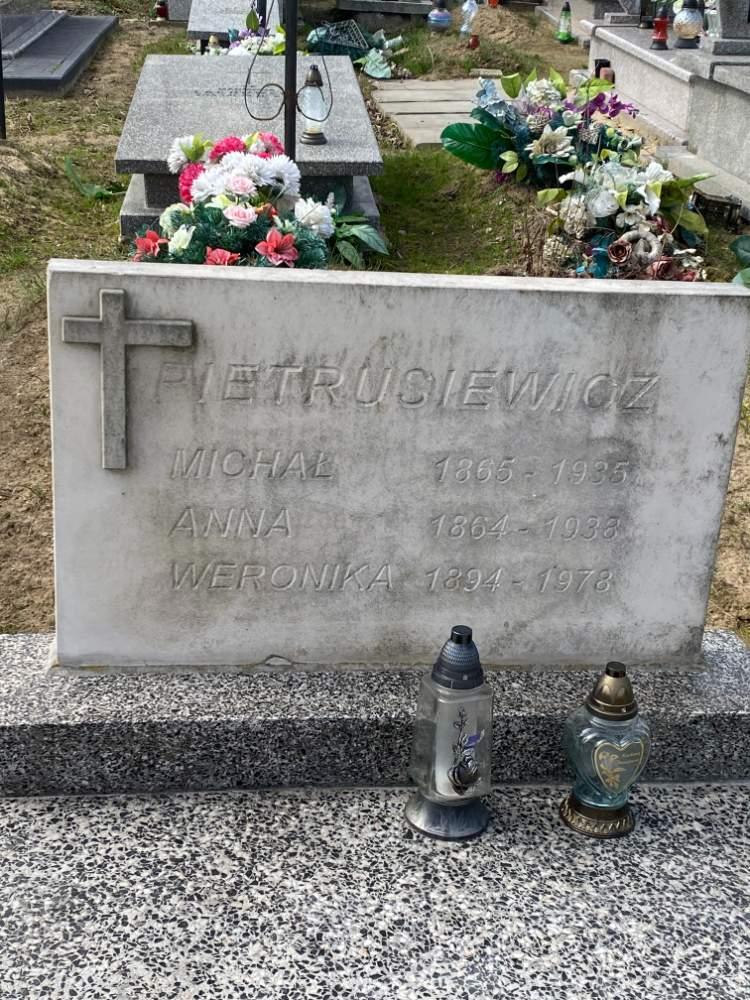 PIETRUSIEWICZ
MICHAŁ 1865 - 1935
ANNA 1864 - 1938
WERONIKA 1894 - 1978